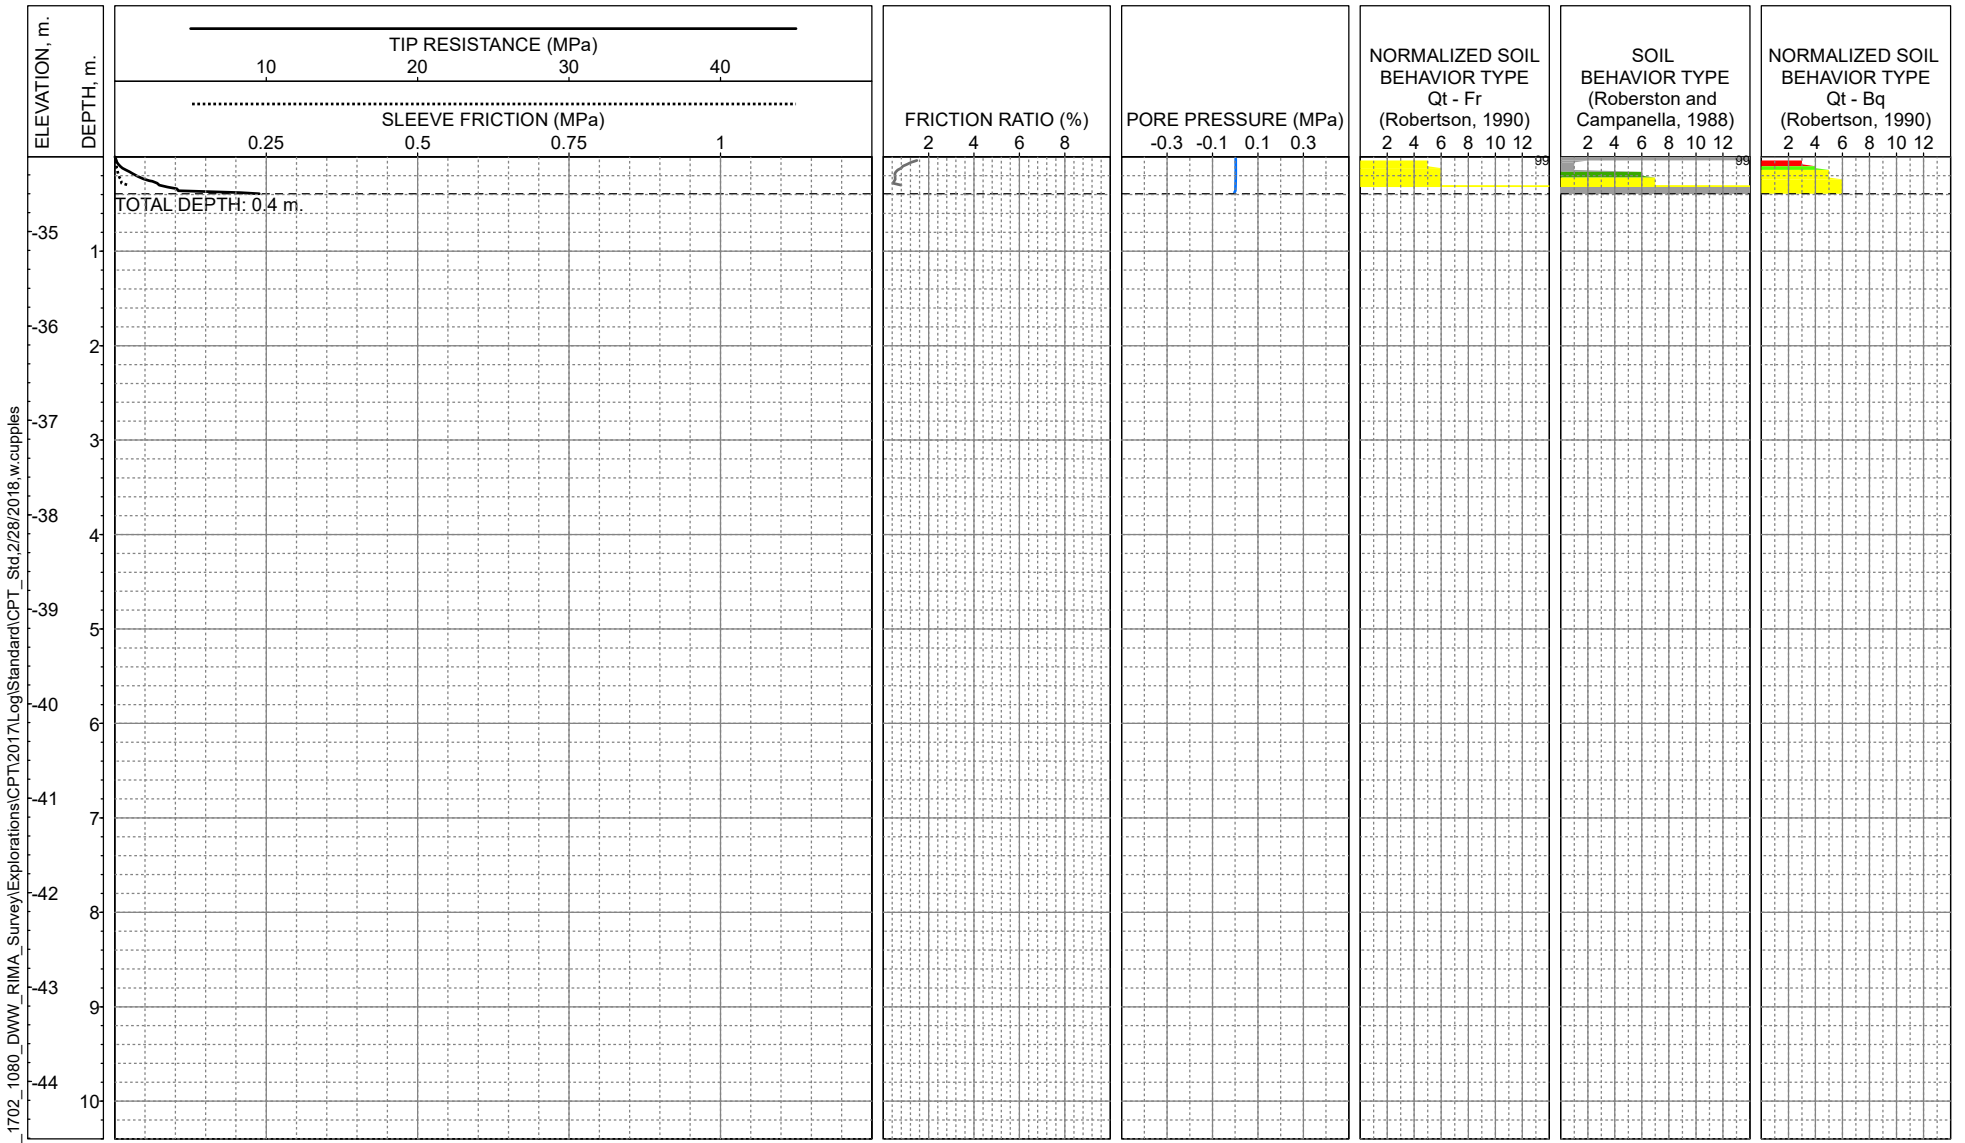 ELEVATION, m.
DEPTH, m.
TIP RESISTANCE (MPa)
10 20 30 40
SLEEVE FRICTION (MPa)
0.25 0.5 0.75 1
FRICTION RATIO (%)
2 4 6 8
PORE PRESSURE (MPa)
-0.3 -0.1 0.1 0.3
NORMALIZED SOIL
BEHAVIOR TYPE
Qt - Fr
(Robertson, 1990)
2 4 6 8 10 12
99
SOIL
BEHAVIOR TYPE
(Roberston and
Campanella, 1988)
2 4 6 8 10 12
99
NORMALIZED SOIL
BEHAVIOR TYPE
Qt - Bq
(Robertson, 1990)
2 4 6 8 10 12
TOTAL DEPTH: 0.4 m.
-35
1
-36
2
-37
3
-38
4
-39
5
-40
6
-41
7
-42
8
-43
9
-44
10
_1702_1080_DWW_RIMA_Survey\Explorations\CPT\2017\Log\Standard\CPT_Std,2/28/2018,w.cupples